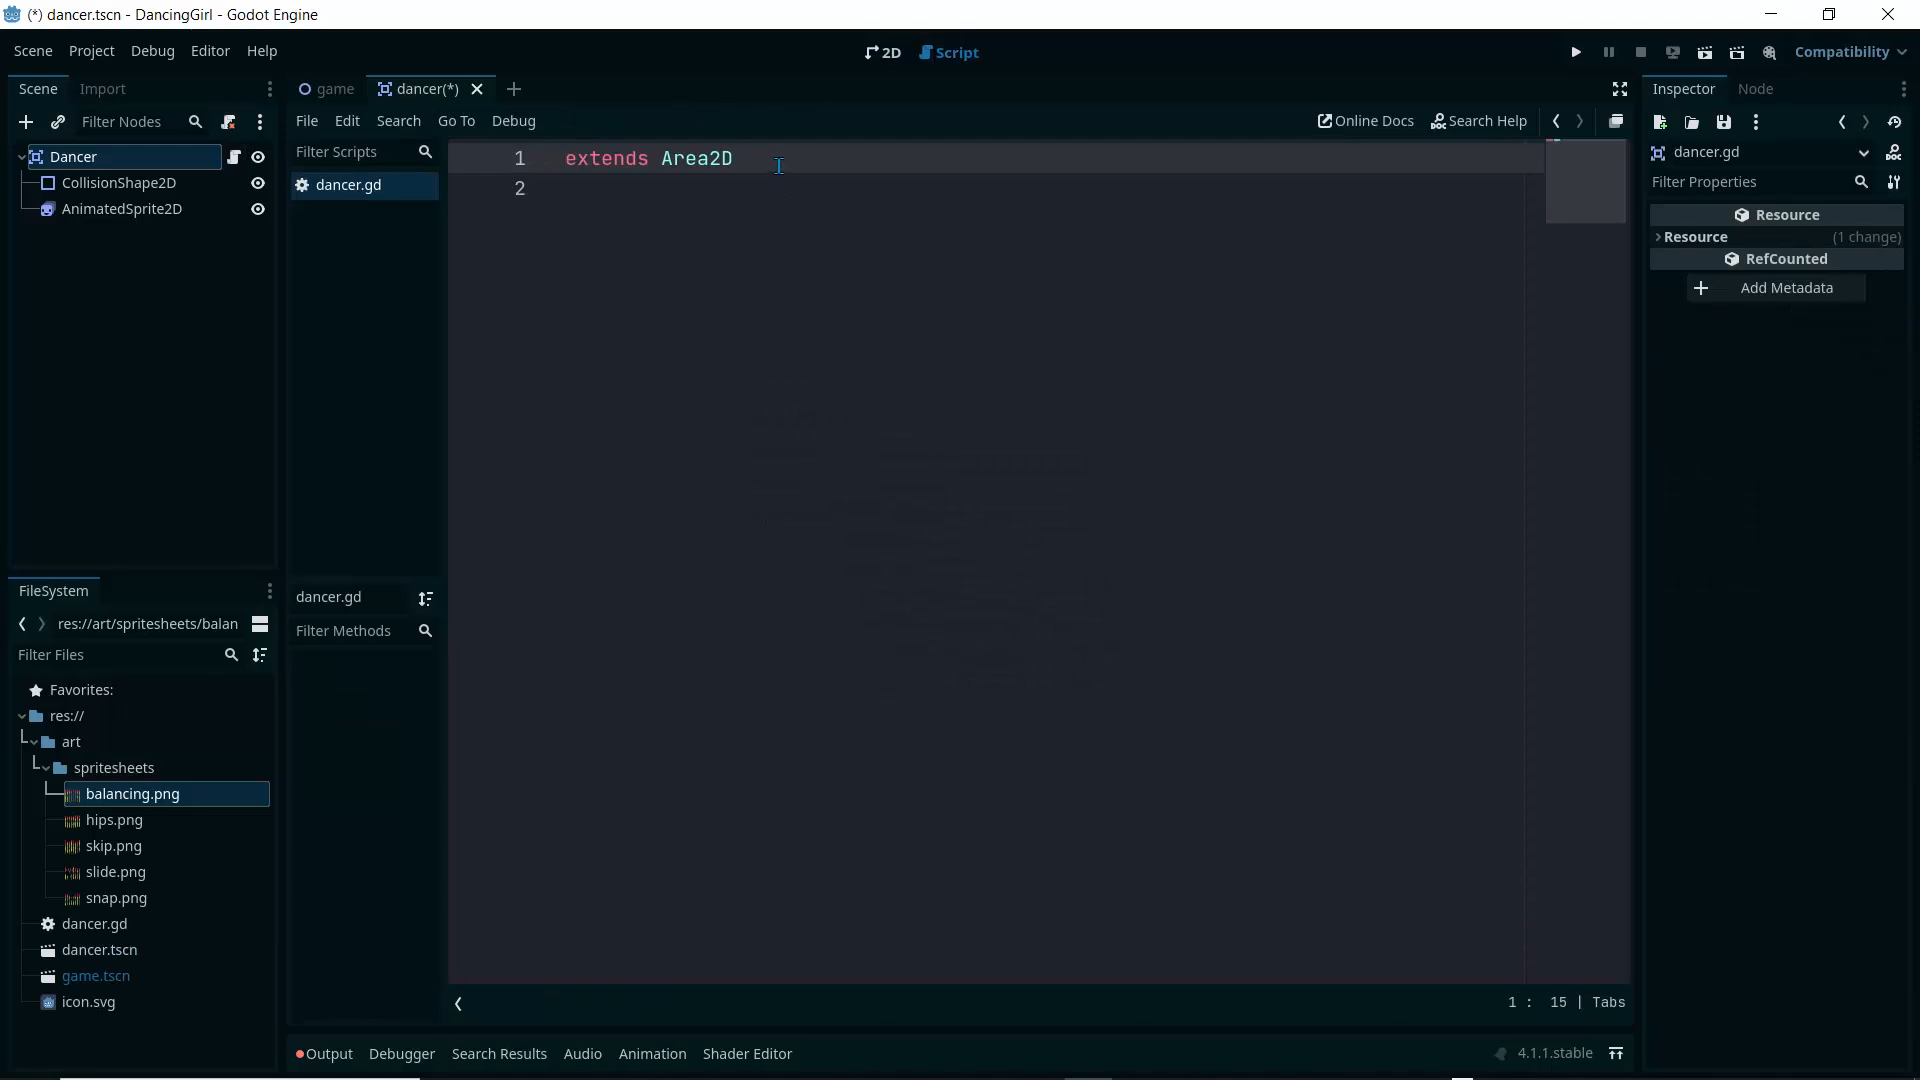 (*) dancer.tscn - DancingGirl - Godot Engine
Scene Project Debug Editor Help
2D Script
Compatibility
Scene Import
game dancer(*)
Inspector Node
Filter Nodes
File Edit Search Go To Debug
Online Docs Search Help
dancer.gd
Filter Properties
Resource
Resource (1 change)
RefCounted
Add Metadata
Dancer
CollisionShape2D
AnimatedSprite2D
Filter Scripts
dancer.gd
1 extends Area2D
2
dancer.gd
Filter Methods
FileSystem
res://art/spritesheets/balan
Filter Files
Favorites:
res://
art
spritesheets
balancing.png
hips.png
skip.png
slide.png
snap.png
dancer.gd
dancer.tscn
game.tscn
icon.svg
1 : 15 | Tabs
Output Debugger Search Results Audio Animation Shader Editor
4.1.1.stable